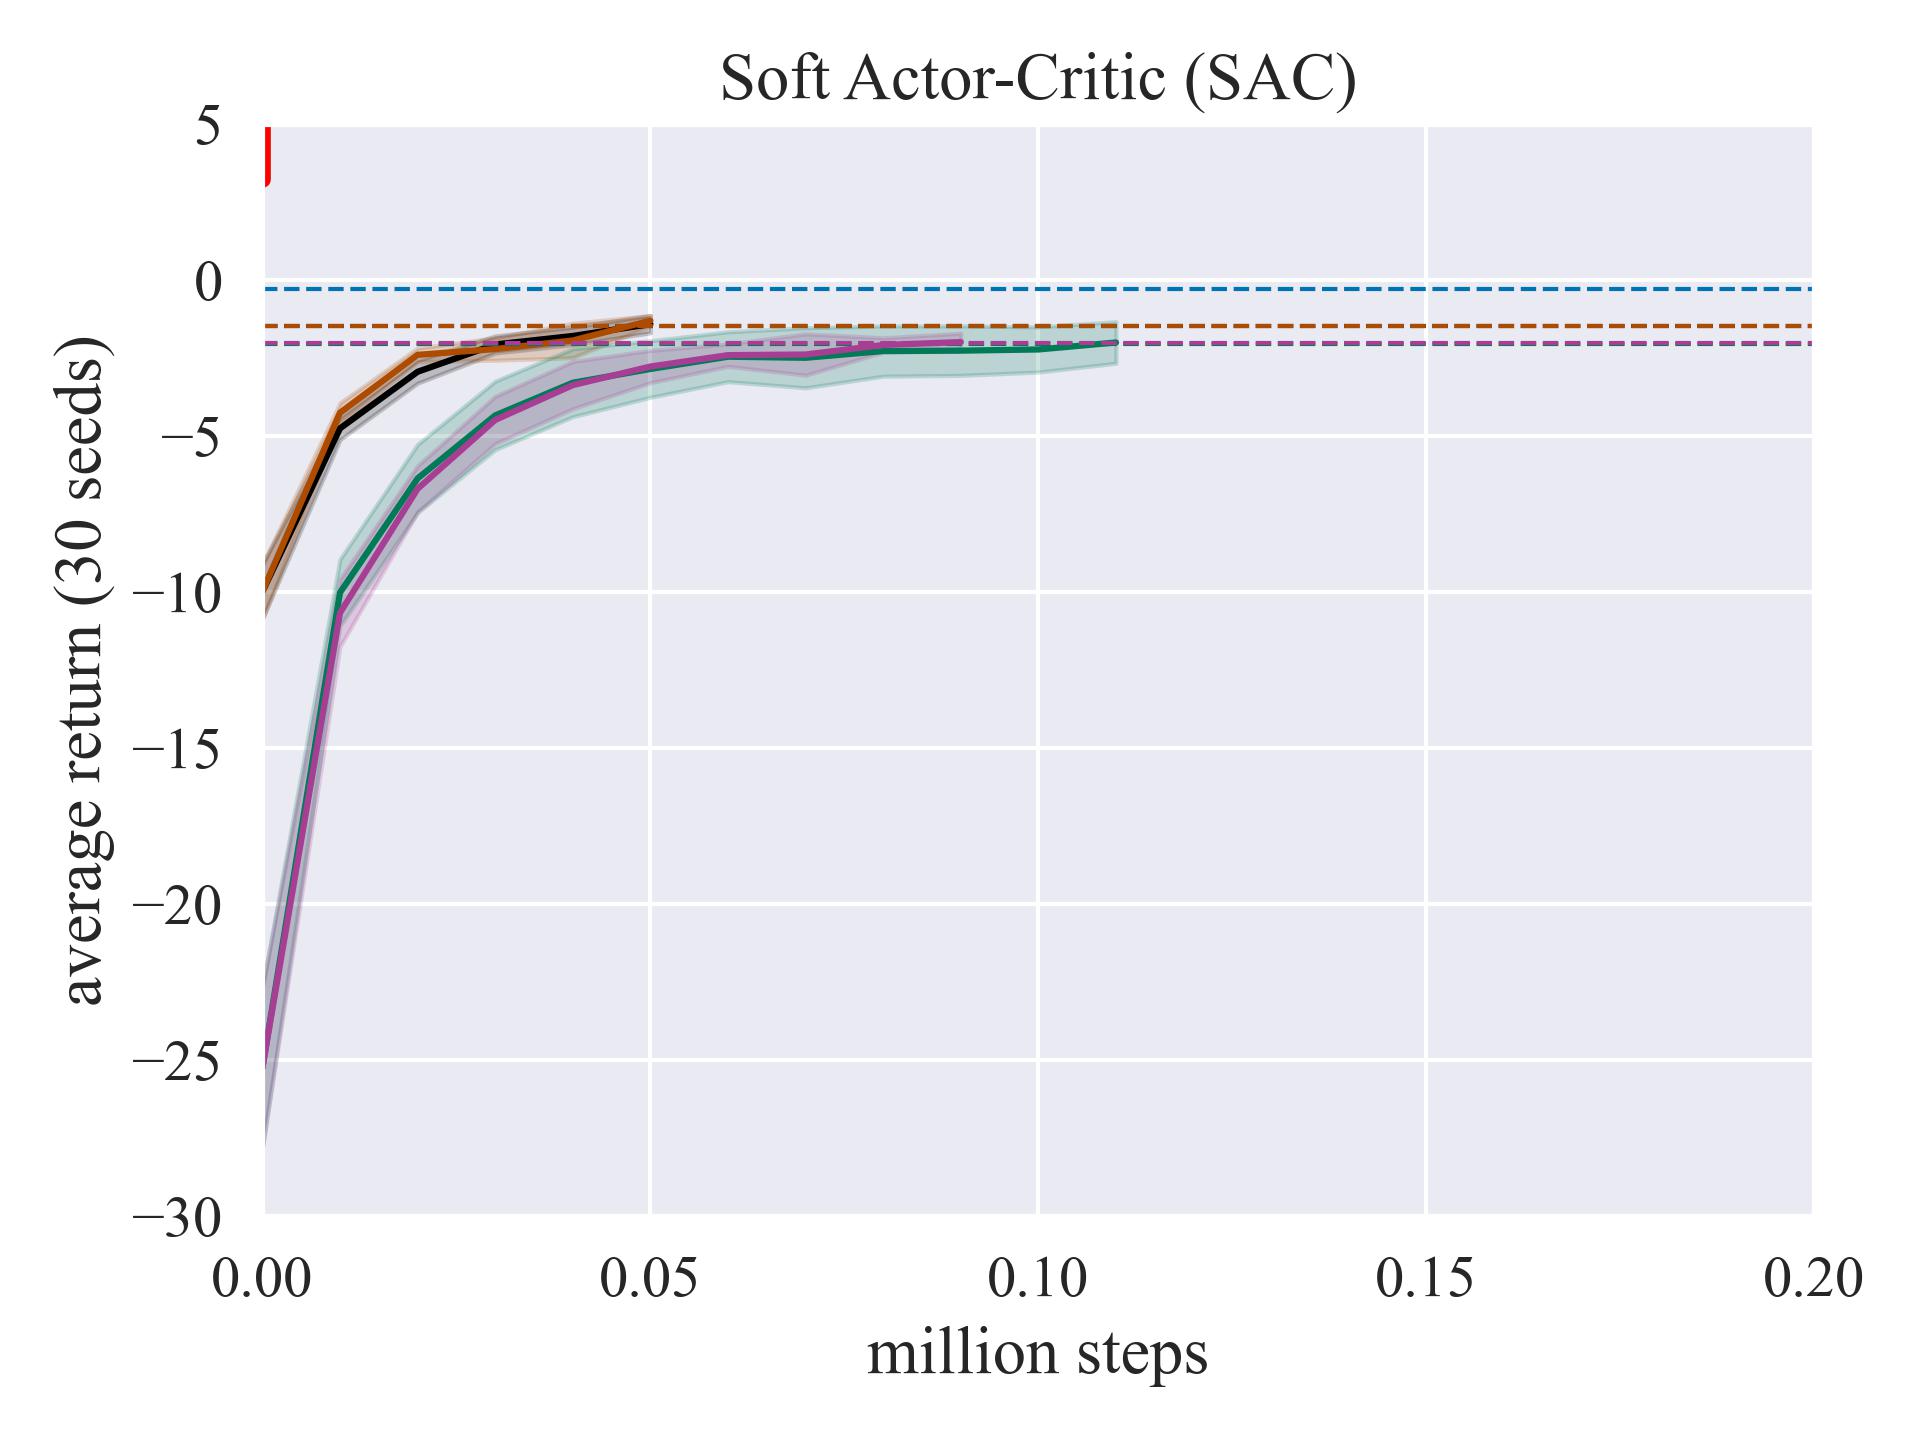 Soft Actor-Critic (SAC)
average return (30 seeds)
5
0
−5
−10
−15
−20
−25
−30
0.00 0.05 0.10 0.15 0.20
million steps